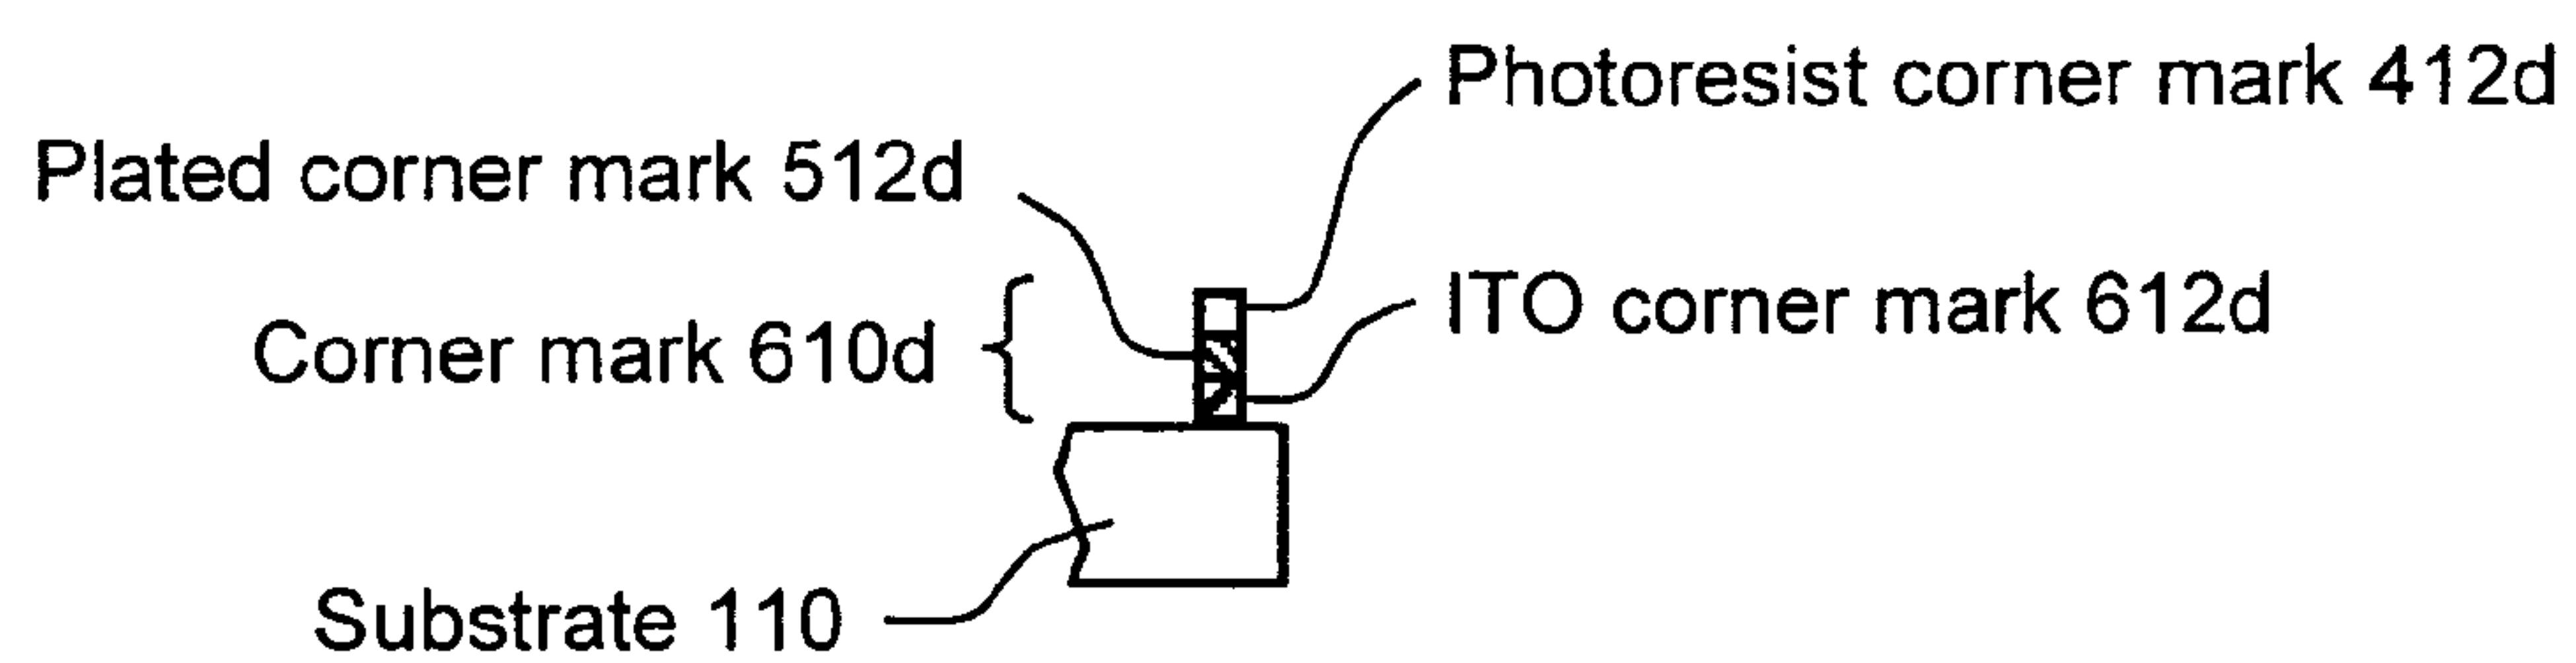 Photoresist corner mark 412d
Plated corner mark 512d
ITO corner mark 612d
Corner mark 610d
Substrate 110